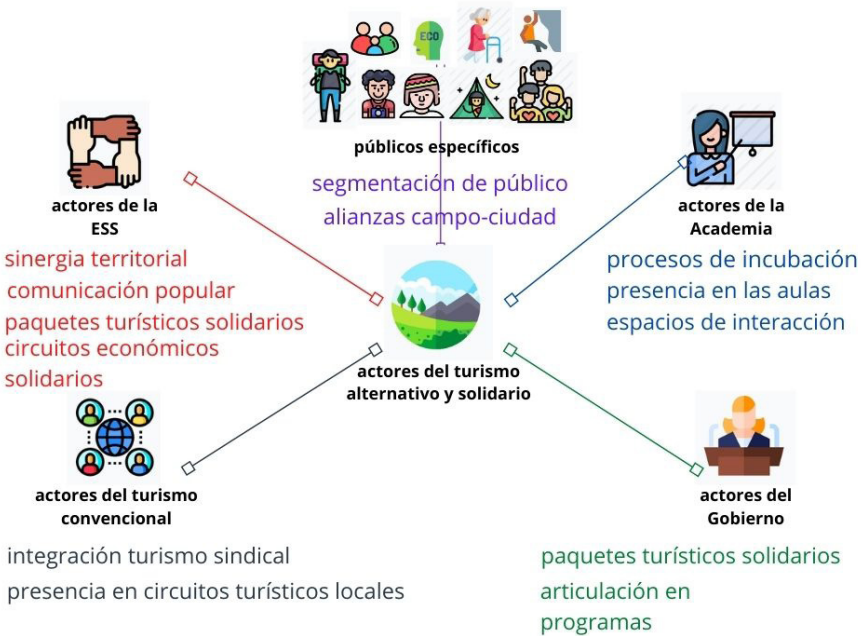 ECO
públicos específicos
segmentación de público
alianzas campo-ciudad
actores de la
ESS
sinergia territorial
comunicación popular
paquetes turísticos solidarios
circuitos económicos
solidarios
actores de la
Academia
procesos de incubación
presencia en las aulas
espacios de interacción
actores del turismo
alternativo y solidario
actores del turismo
convencional
integración turismo sindical
presencia en circuitos turísticos locales
actores del
Gobierno
paquetes turísticos solidarios
articulación en
programas